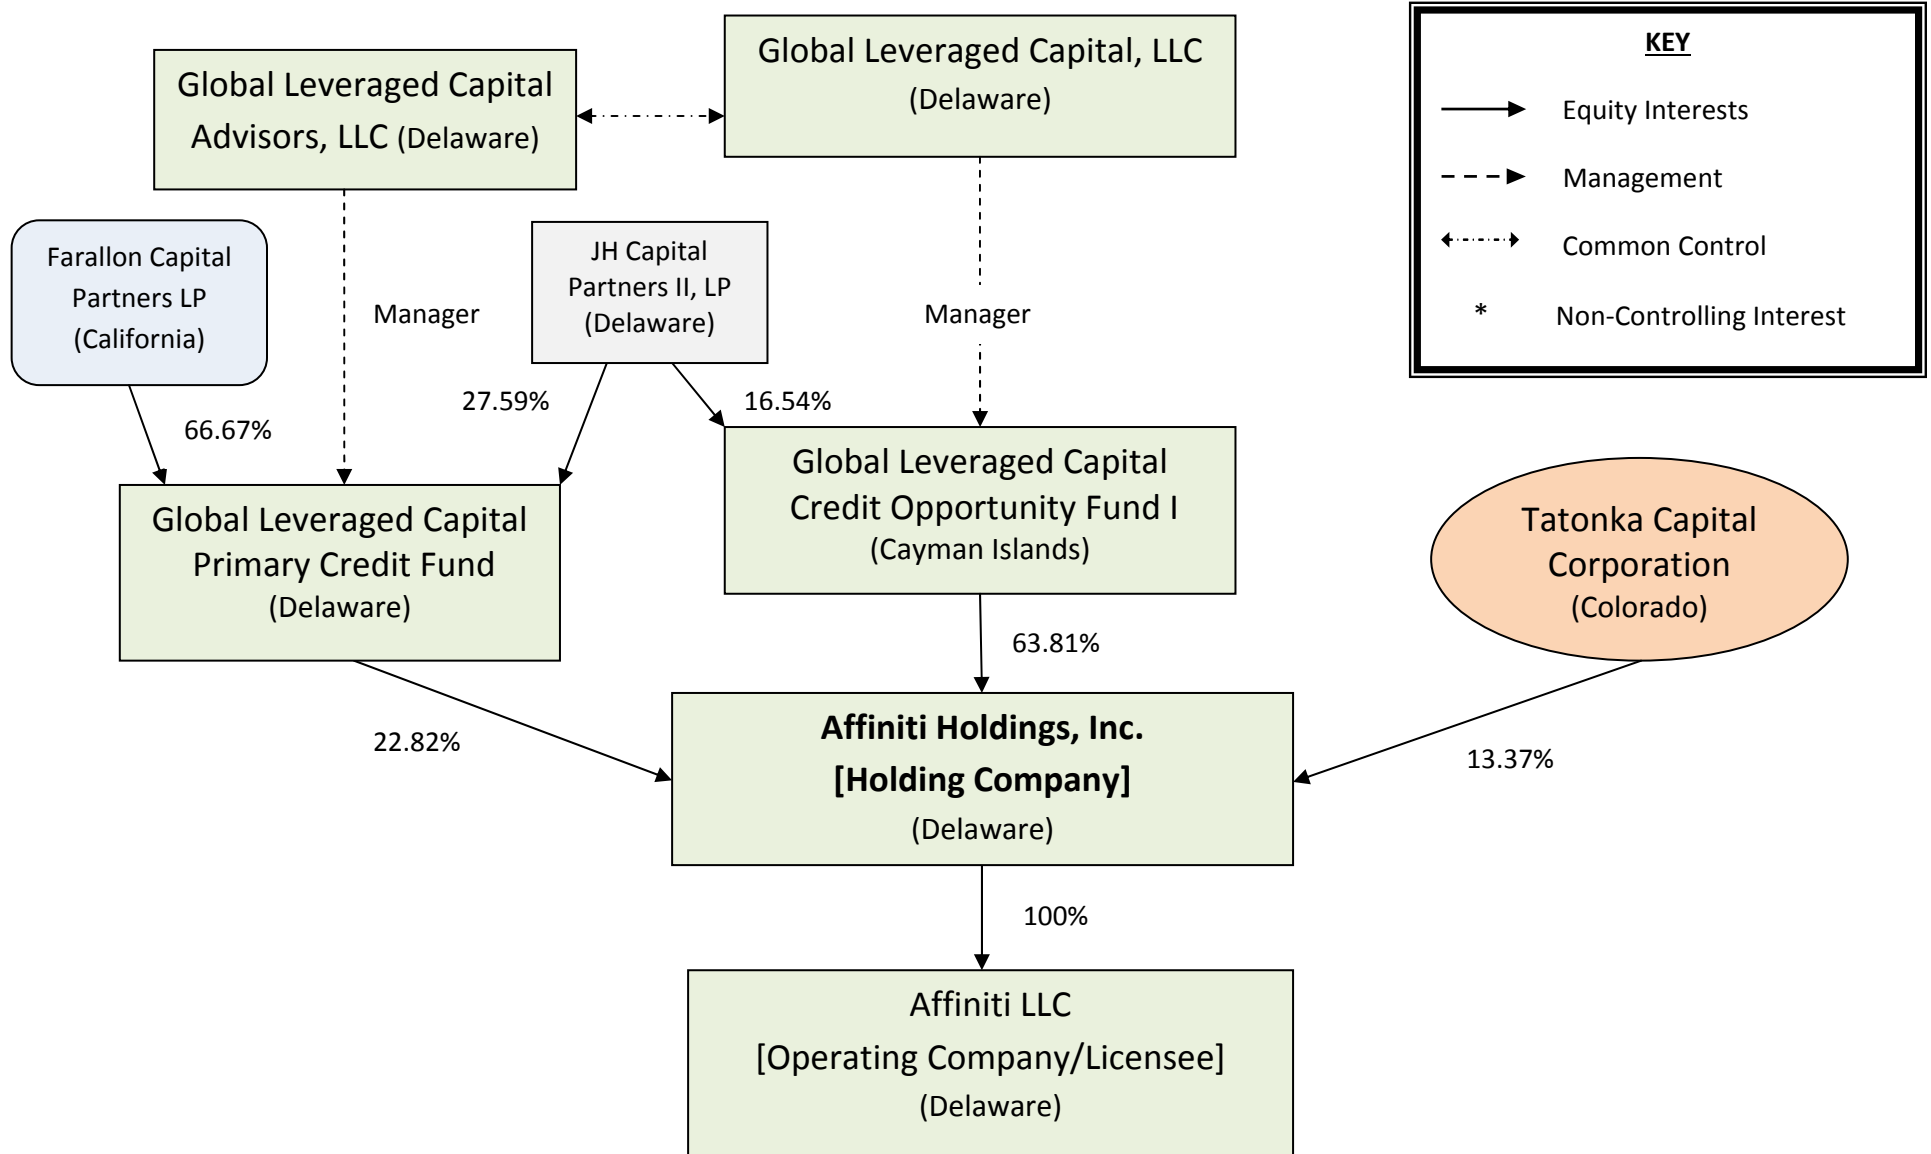 Global Leveraged Capital, LLC
(Delaware)
Global Leveraged Capital
Advisors, LLC (Delaware)
KEY
Equity Interests
Management
Common Control
* Non-Controlling Interest
Farallon Capital
Partners LP
(California)
JH Capital
Partners II, LP
(Delaware)
Manager
Manager
66.67%
27.59%
16.54%
Global Leveraged Capital
Primary Credit Fund
(Delaware)
Global Leveraged Capital
Credit Opportunity Fund I
(Cayman Islands)
Tatonka Capital
Corporation
(Colorado)
22.82%
63.81%
13.37%
Affiniti Holdings, Inc.
[Holding Company]
(Delaware)
100%
Affiniti LLC
[Operating Company/Licensee]
(Delaware)